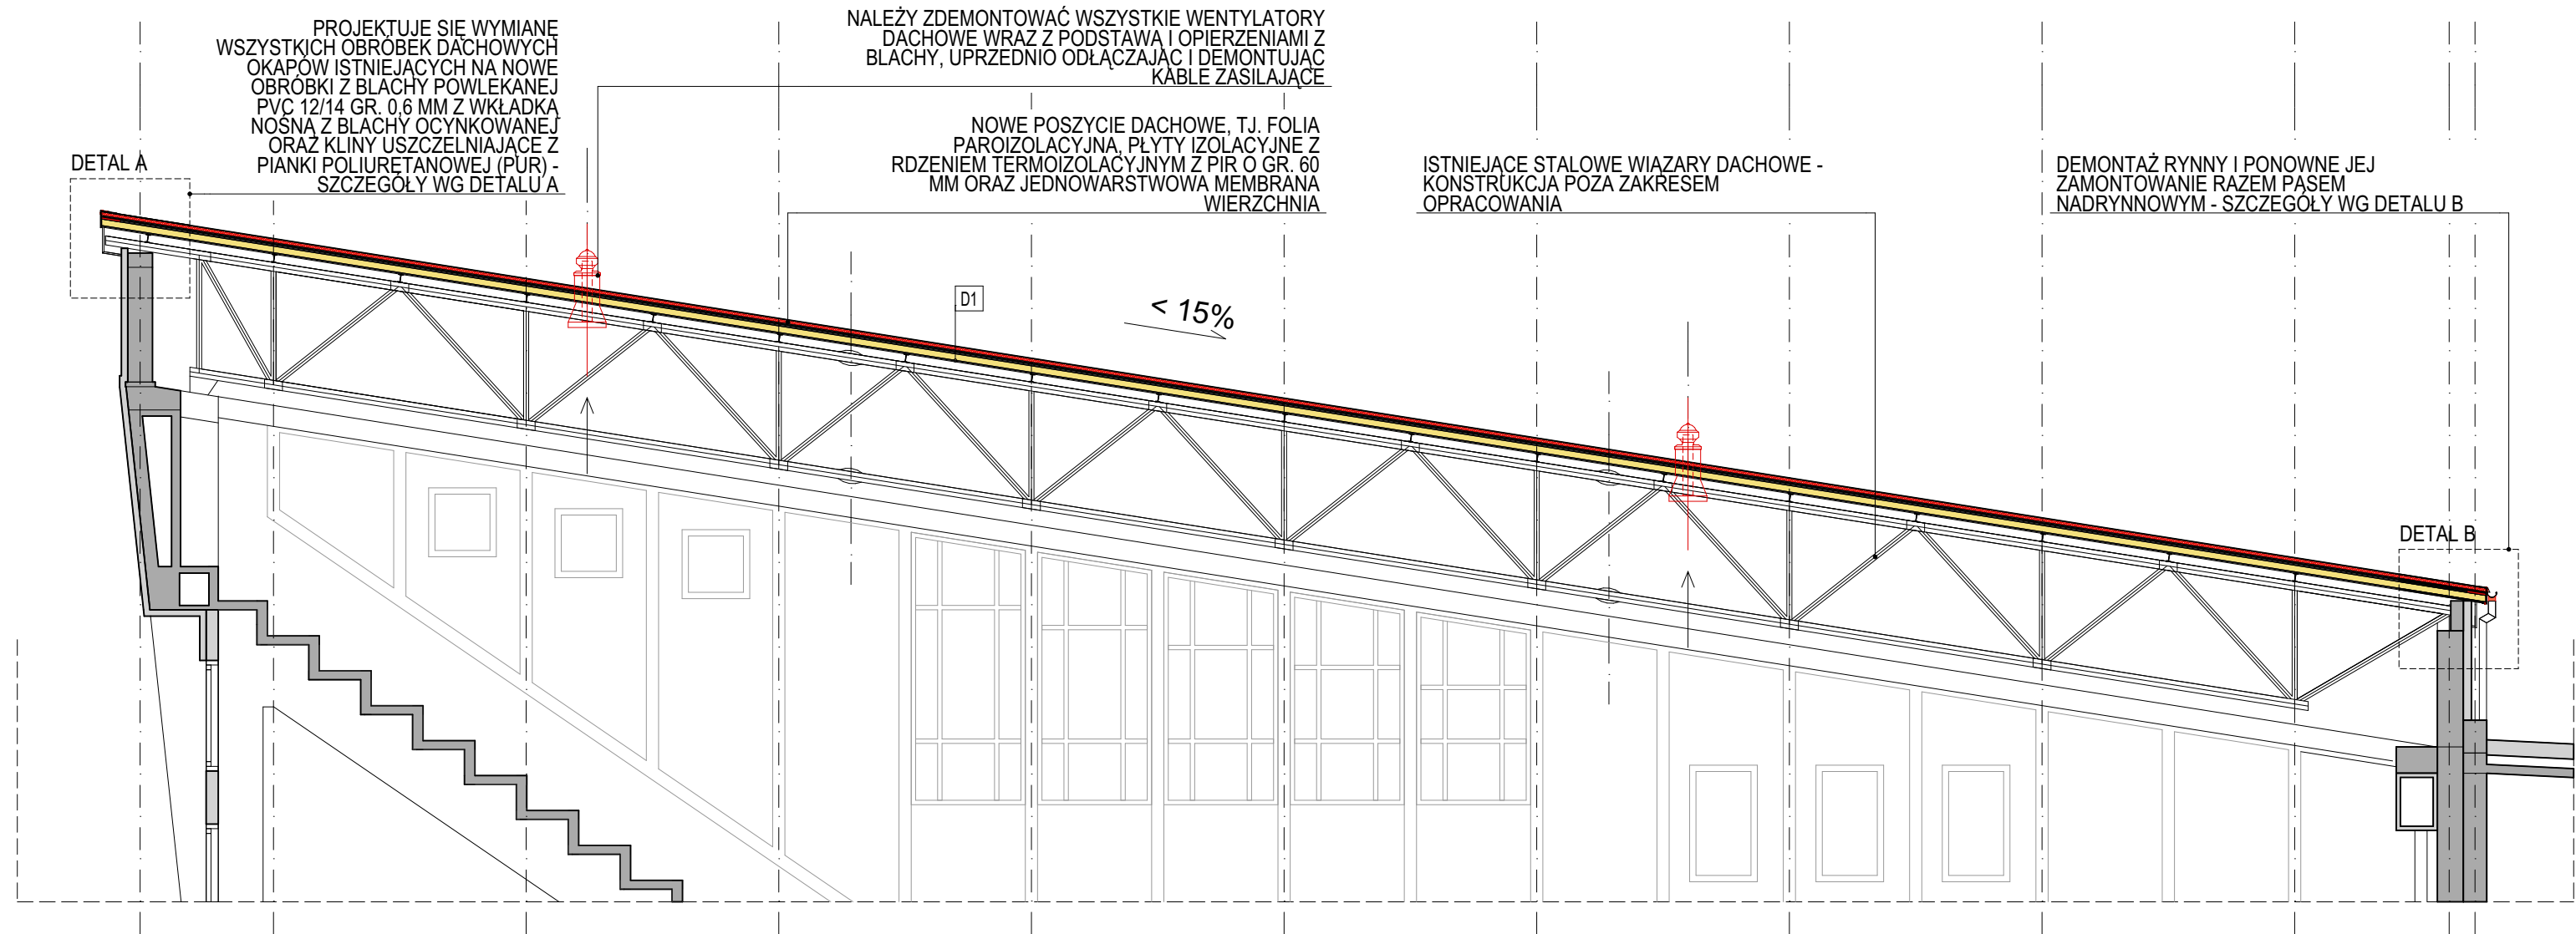 PROJEKTUJE SIĘ WYMIANĘ
WSZYSTKICH OBRÓBEK DACHOWYCH
OKAPÓW ISTNIEJĄCYCH NA NOWE
OBRÓBKI Z BLACHY POWLEKANEJ
PVC 12/14 GR. 0,6 MM Z WKŁADKĄ
NOŚNĄ Z BLACHY OCYNKOWANEJ
ORAZ KLINY USZCZELNIAJĄCE Z
PIANKI POLIURETANOWEJ (PUR) -
SZCZEGÓŁY WG DETALU A
DETAL A
NALEŻY ZDEMONTOWAĆ WSZYSTKIE WENTYLATORY
DACHOWE WRAZ Z PODSTAWĄ I OPIERZENIAMI Z
BLACHY, UPRZEDNIO ODŁĄCZAJĄC I DEMONTUJĄC
KABLE ZASILAJĄCE
NOWE POSZYCIE DACHOWE, TJ. FOLIA
PAROIZOLACYJNA, PŁYTY IZOLACYJNE Z
RDZENIEM TERMOIZOLACYJNYM Z PIR O GR. 60
MM ORAZ JEDNOWARSTWOWA MEMBRANA
WIERZCHNIA
ISTNIEJĄCE STALOWE WIĄZARY DACHOWE -
KONSTRUKCJA POZA ZAKRESEM
OPRACOWANIA
DEMONTAŻ RYNNY I PONOWNE JEJ
ZAMONTOWANIE RAZEM PASEM
NADRYNNOWYM - SZCZEGÓŁY WG DETALU B
D1
< 15%
DETAL B